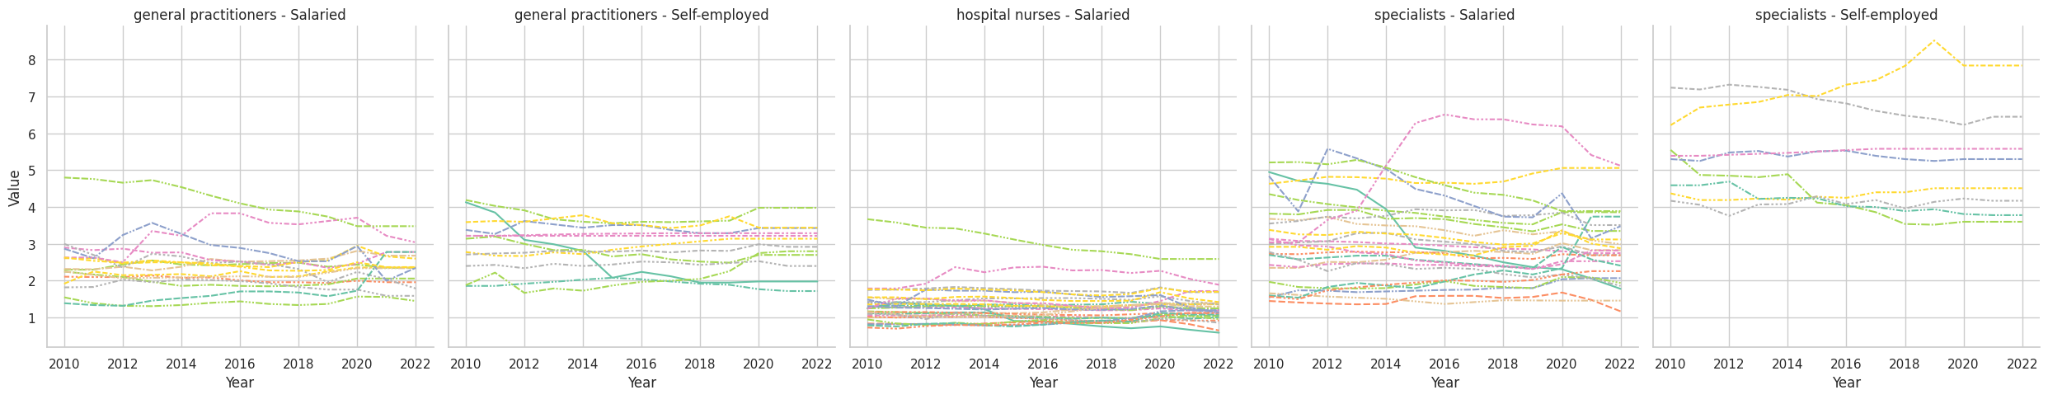 general practitioners - Salaried
general practitioners - Self-employed
hospital nurses - Salaried
specialists - Salaried
specialists - Self-employed
Value
8
7
6
5
4
3
2
1
2010 2012 2014 2016 2018 2020 2022
2010 2012 2014 2016 2018 2020 2022
2010 2012 2014 2016 2018 2020 2022
2010 2012 2014 2016 2018 2020 2022
2010 2012 2014 2016 2018 2020 2022
Year
Year
Year
Year
Year